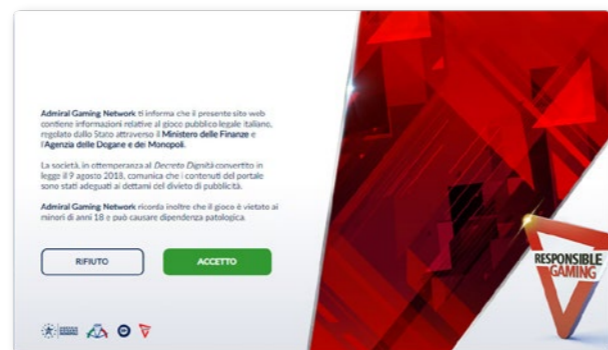 Admiral Gaming Network ti informa che il presente sito web
contiene informazioni relative al gioco pubblico legale italiano,
regolato dallo Stato attraverso il Ministero delle Finanze e
l'Agenzia delle Dogane e dei Monopoli.
La società, in ottemperanza al Decreto Dignità convertito in
legge il 9 agosto 2018, comunica che i contenuti del portale
sono stati adeguati ai dettami del divieto di pubblicità.
Admiral Gaming Network ricorda inoltre che il gioco è vietato ai
minori di anni 18 e può causare dipendenza patologica.
RIFIUTO
ACCETTO
RESPONSIBLE
GAMING